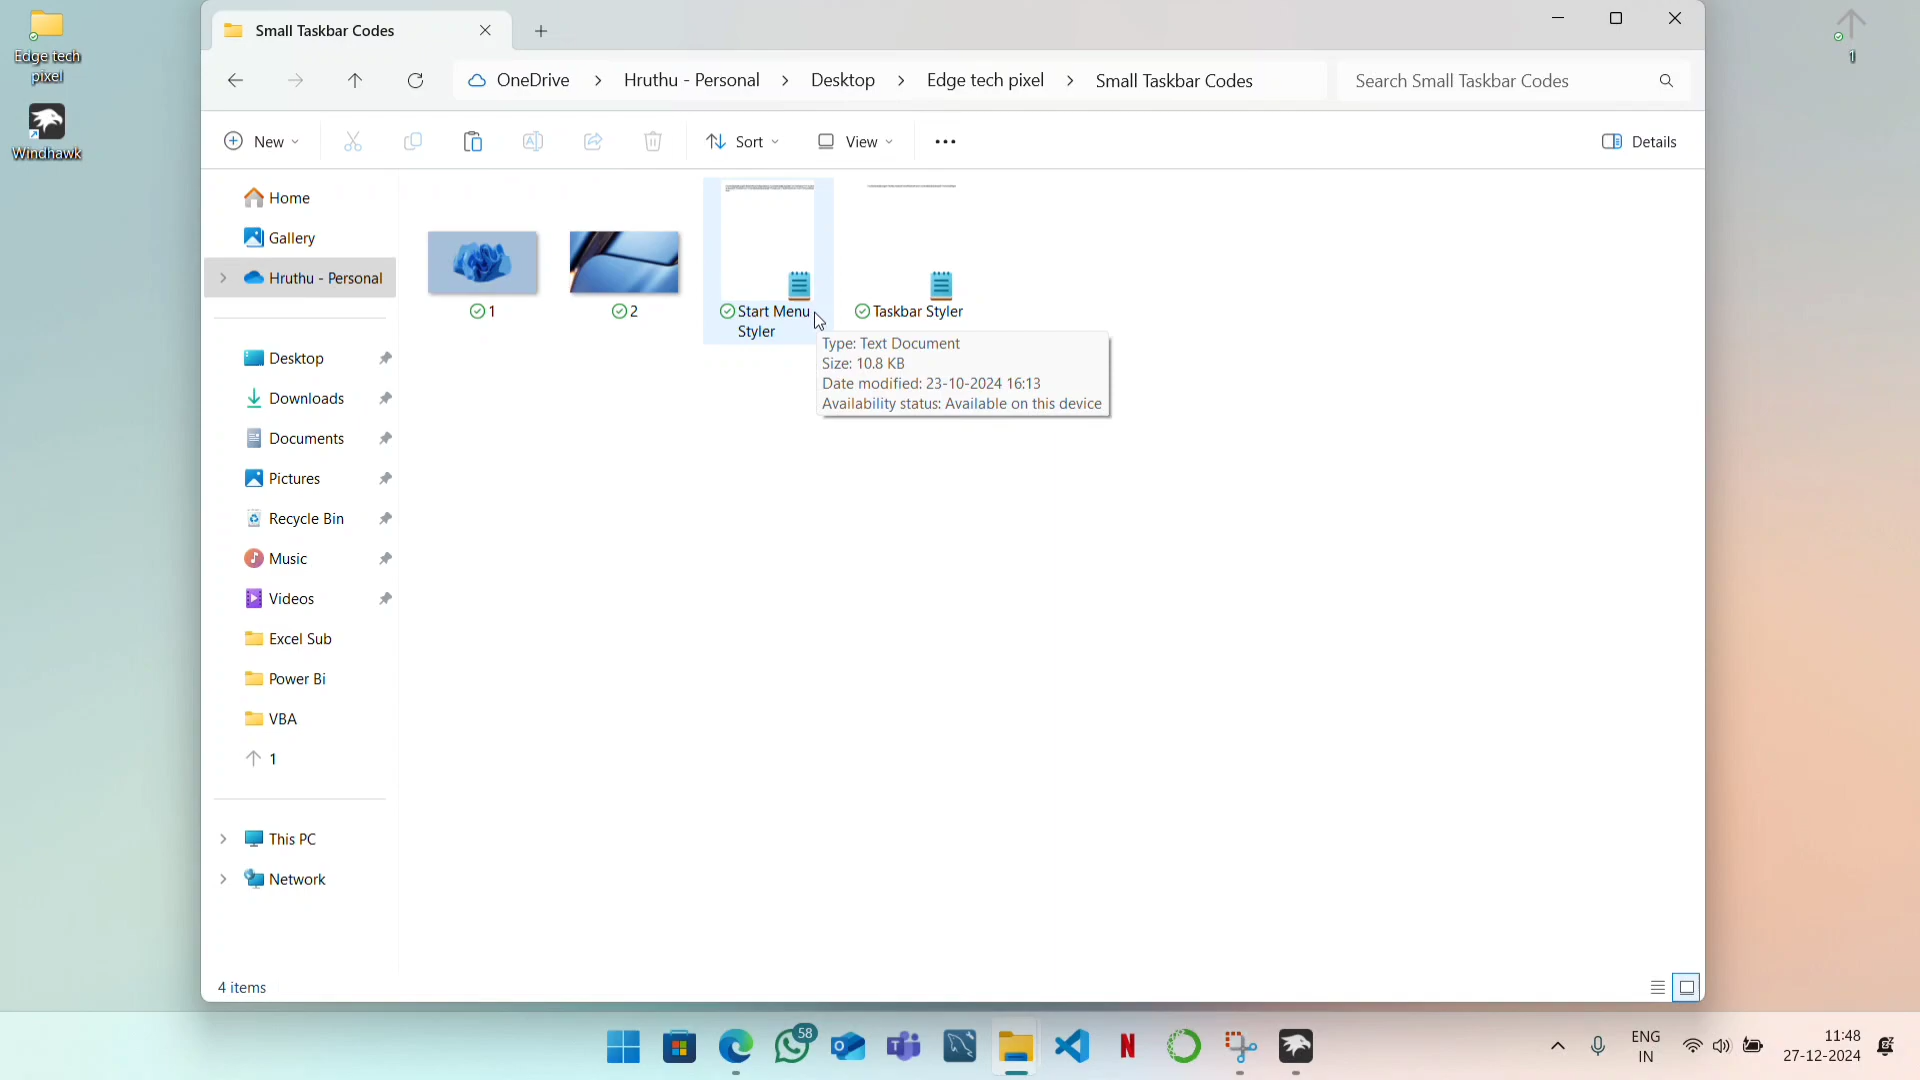 Edge tech
pixel
Windhawk
Small Taskbar Codes
OneDrive > Hruthu - Personal > Desktop > Edge tech pixel > Small Taskbar Codes
Search Small Taskbar Codes
New
Sort
View
Details
Home
Gallery
Hruthu - Personal
Desktop
Downloads
Documents
Pictures
Recycle Bin
Music
Videos
Excel Sub
Power Bi
VBA
1
This PC
Network
1
2
Start Menu
Styler
Taskbar Styler
Type: Text Document
Size: 10.8 KB
Date modified: 23-10-2024 16:13
Availability status: Available on this device
4 items
1
58
N
ENG
IN
11:48
27-12-2024